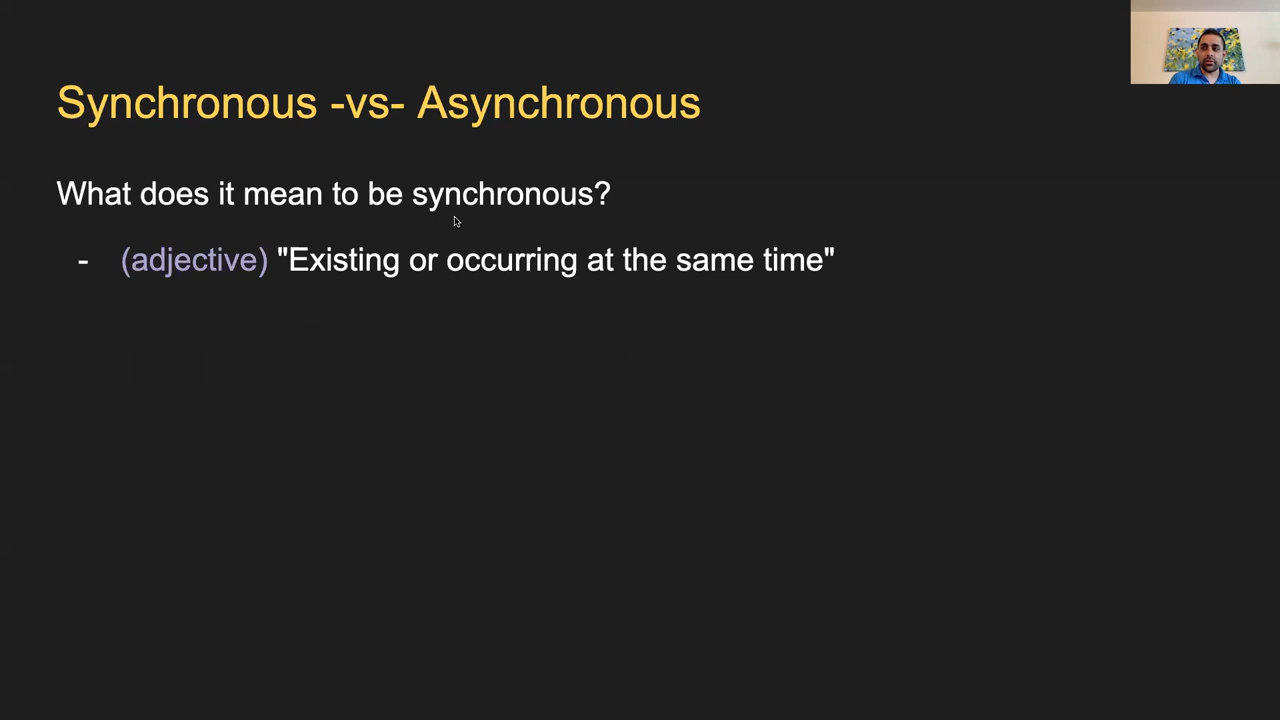 Synchronous -vs- Asynchronous
What does it mean to be synchronous?
- (adjective) "Existing or occurring at the same time"